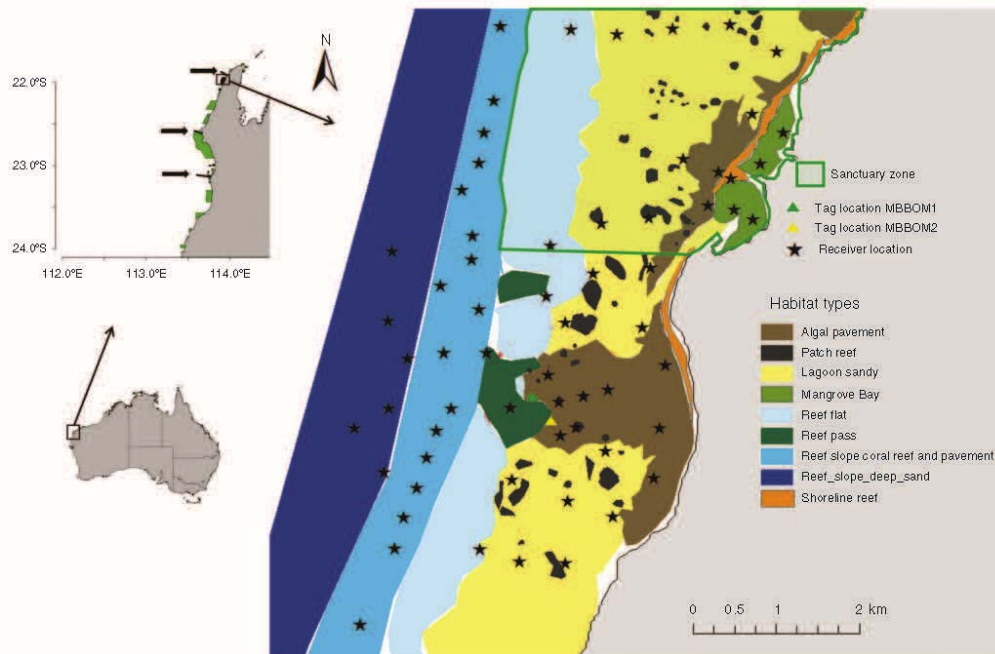 N
22.0°S
23.0°S
24.0°S
112.0°E 113.0°E 114.0°E
Sanctuary zone
Tag location MBBOM1
Tag location MBBOM2
Receiver location
Habitat types
Algal pavement
Patch reef
Lagoon sandy
Mangrove Bay
Reef flat
Reef pass
Reef slope coral reef and pavement
Reef_slope_deep_sand
Shoreline reef
0 0.5 1 2 km